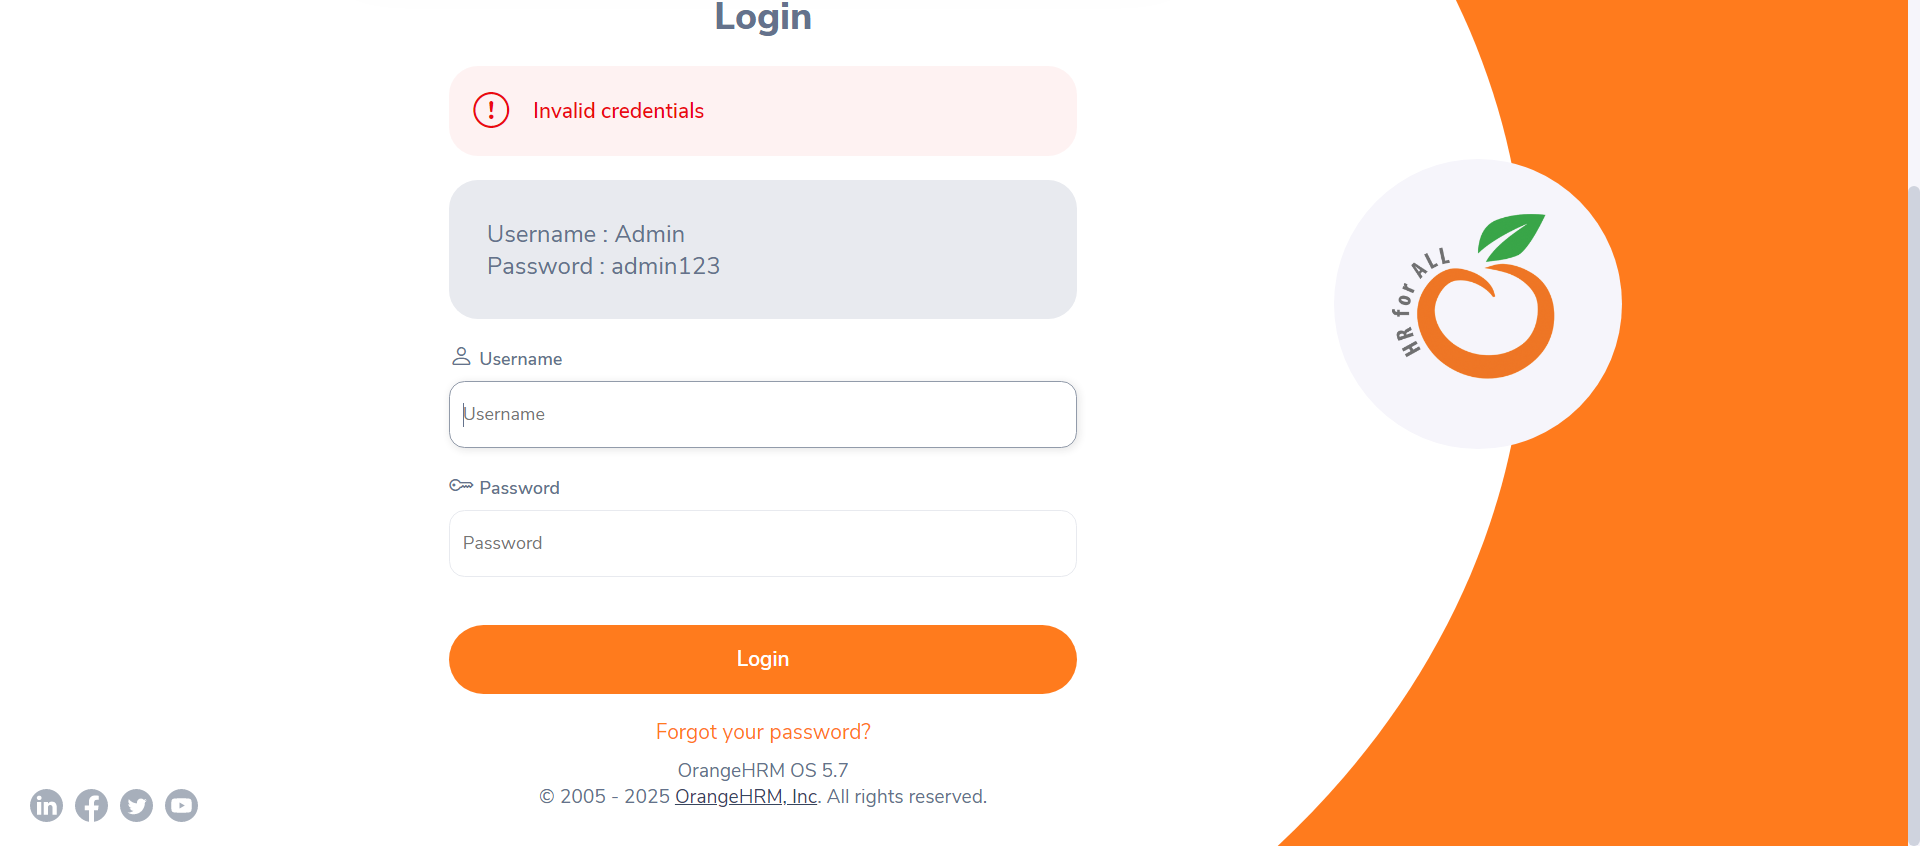 Login
Invalid credentials
Username : Admin
Password : admin123
Username
Username
Password
Password
Login
Forgot your password?
OrangeHRM OS 5.7
© 2005 - 2025 OrangeHRM, Inc. All rights reserved.
HR for ALL